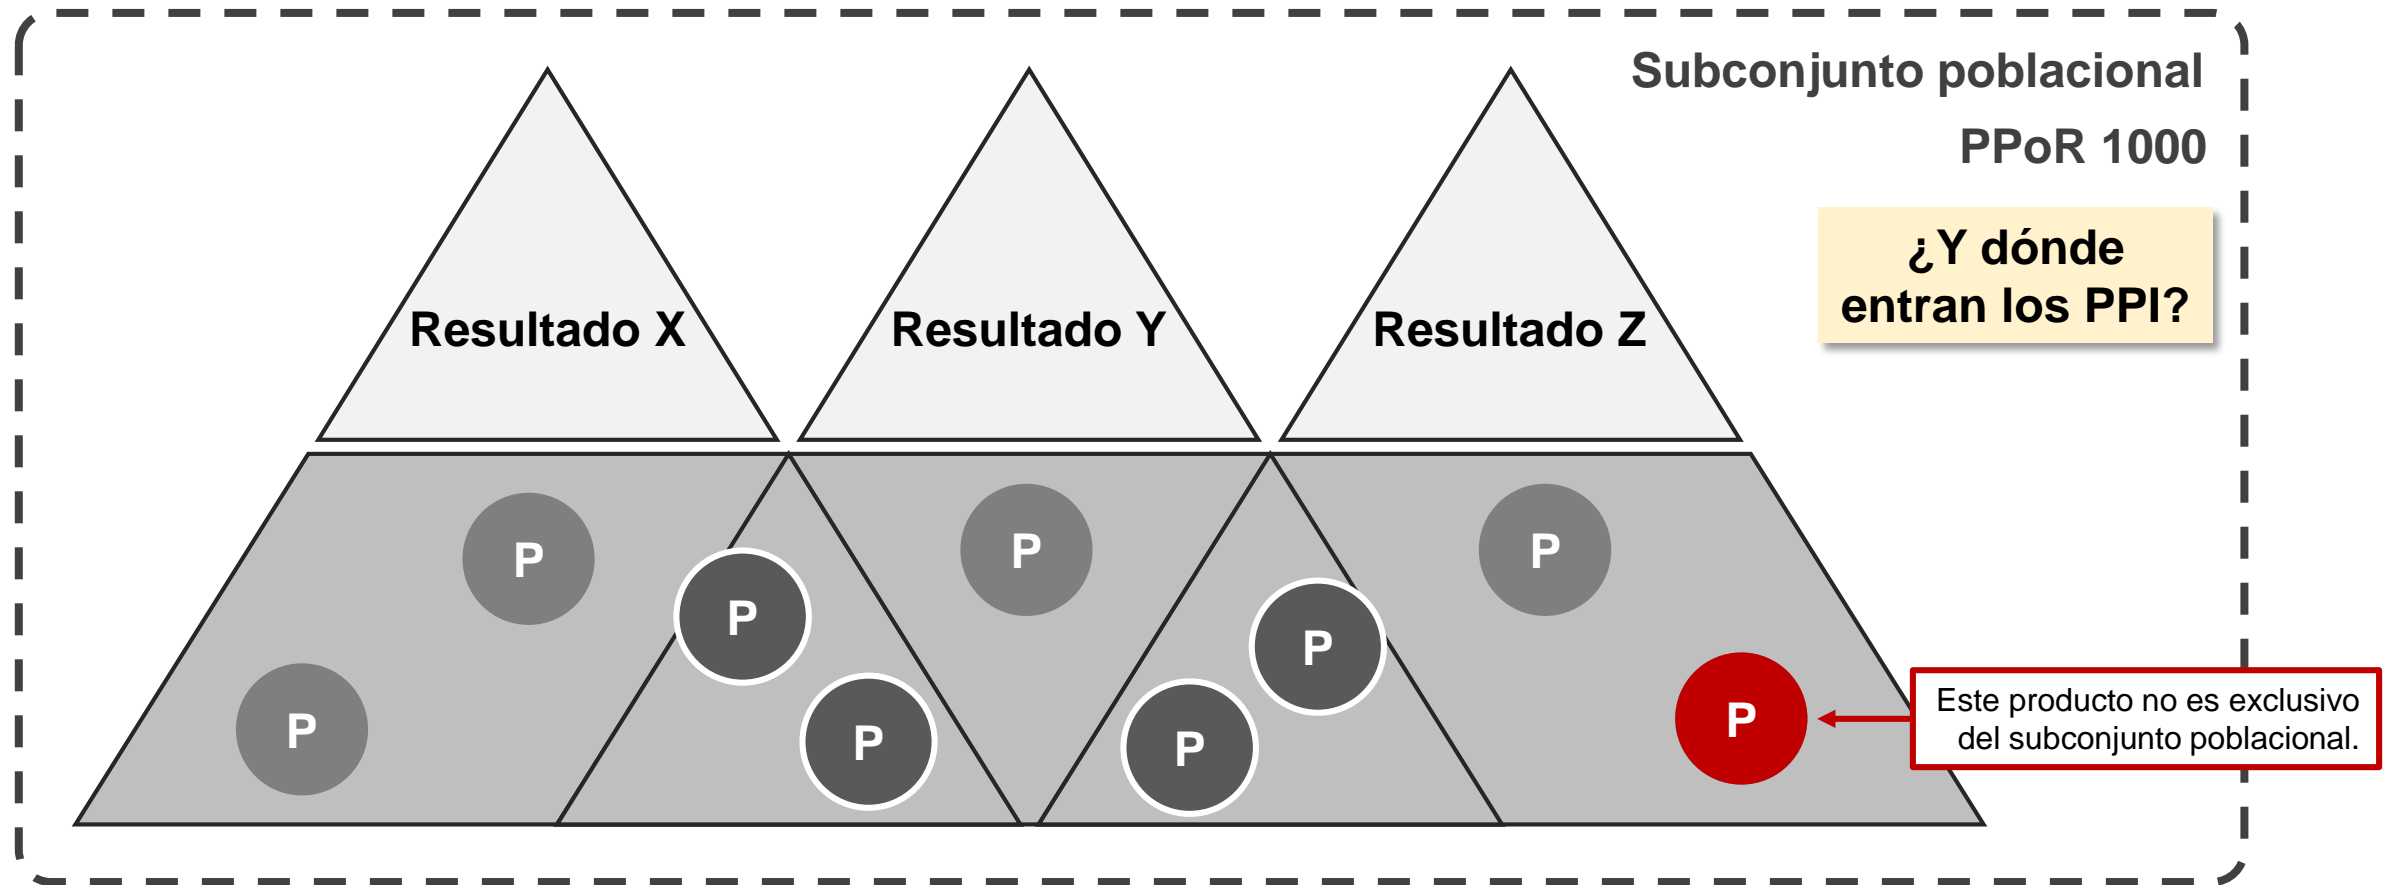 Subconjunto poblacional
PPoR 1000
¿Y dónde
entran los PPI?
Resultado X
Resultado Y
Resultado Z
P
P
P
P
P
P
P
P
P
P
Este producto no es exclusivo
del subconjunto poblacional.